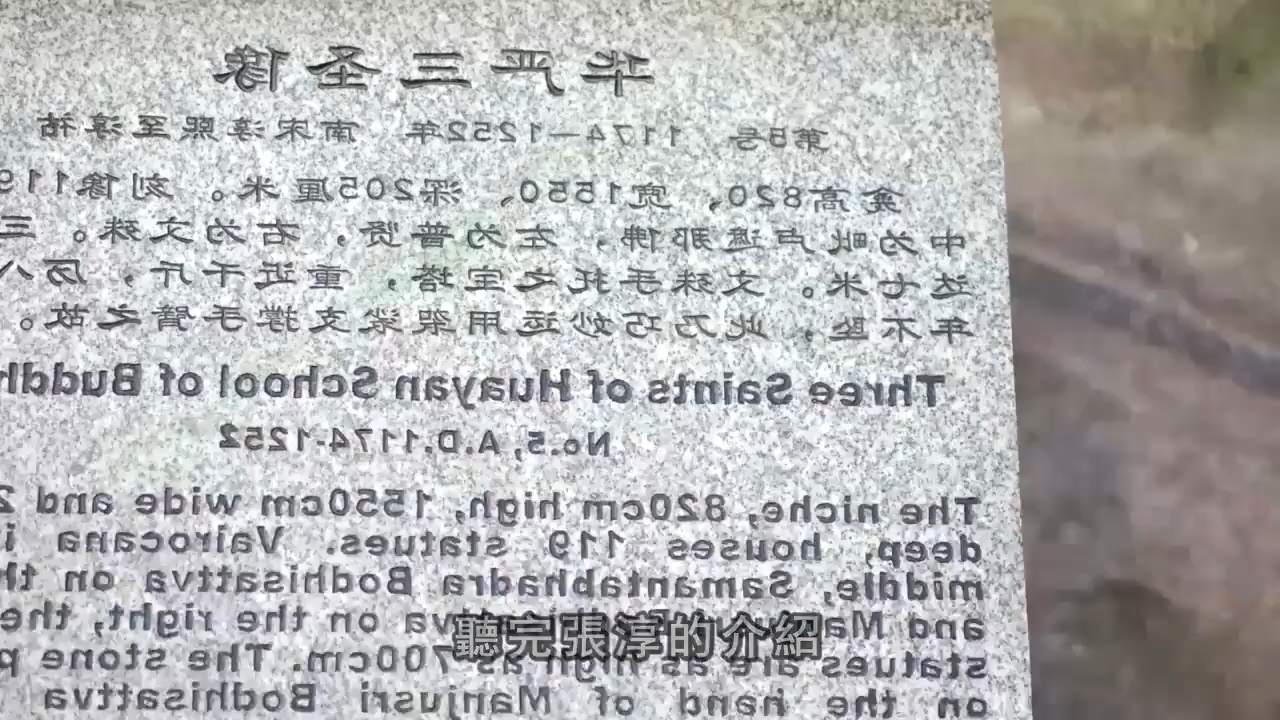 华严三圣像
第5号 1174—1252年 南宋淳熙至淳祐
龛高820、宽1550、深205厘米。刻像119
中为毗卢遮那佛，左为普贤，右为文殊。三
达七米。文殊手托之宝塔，重近千斤，历八
年不坠，此乃巧妙运用袈裟支撑手臂之故。
Three Saints of Huayan School of Buddh
No.5, A.D.1174-1252
The niche, 820cm high, 1550cm wide and 2
deep, houses 119 statues. Vairocana i
middle, Samantabhadra Bodhisattva on th
and on the right, the
statues are as high as 700cm. The stone p
on the hand of Manjusri Bodhisattva
聽完張淳的介紹